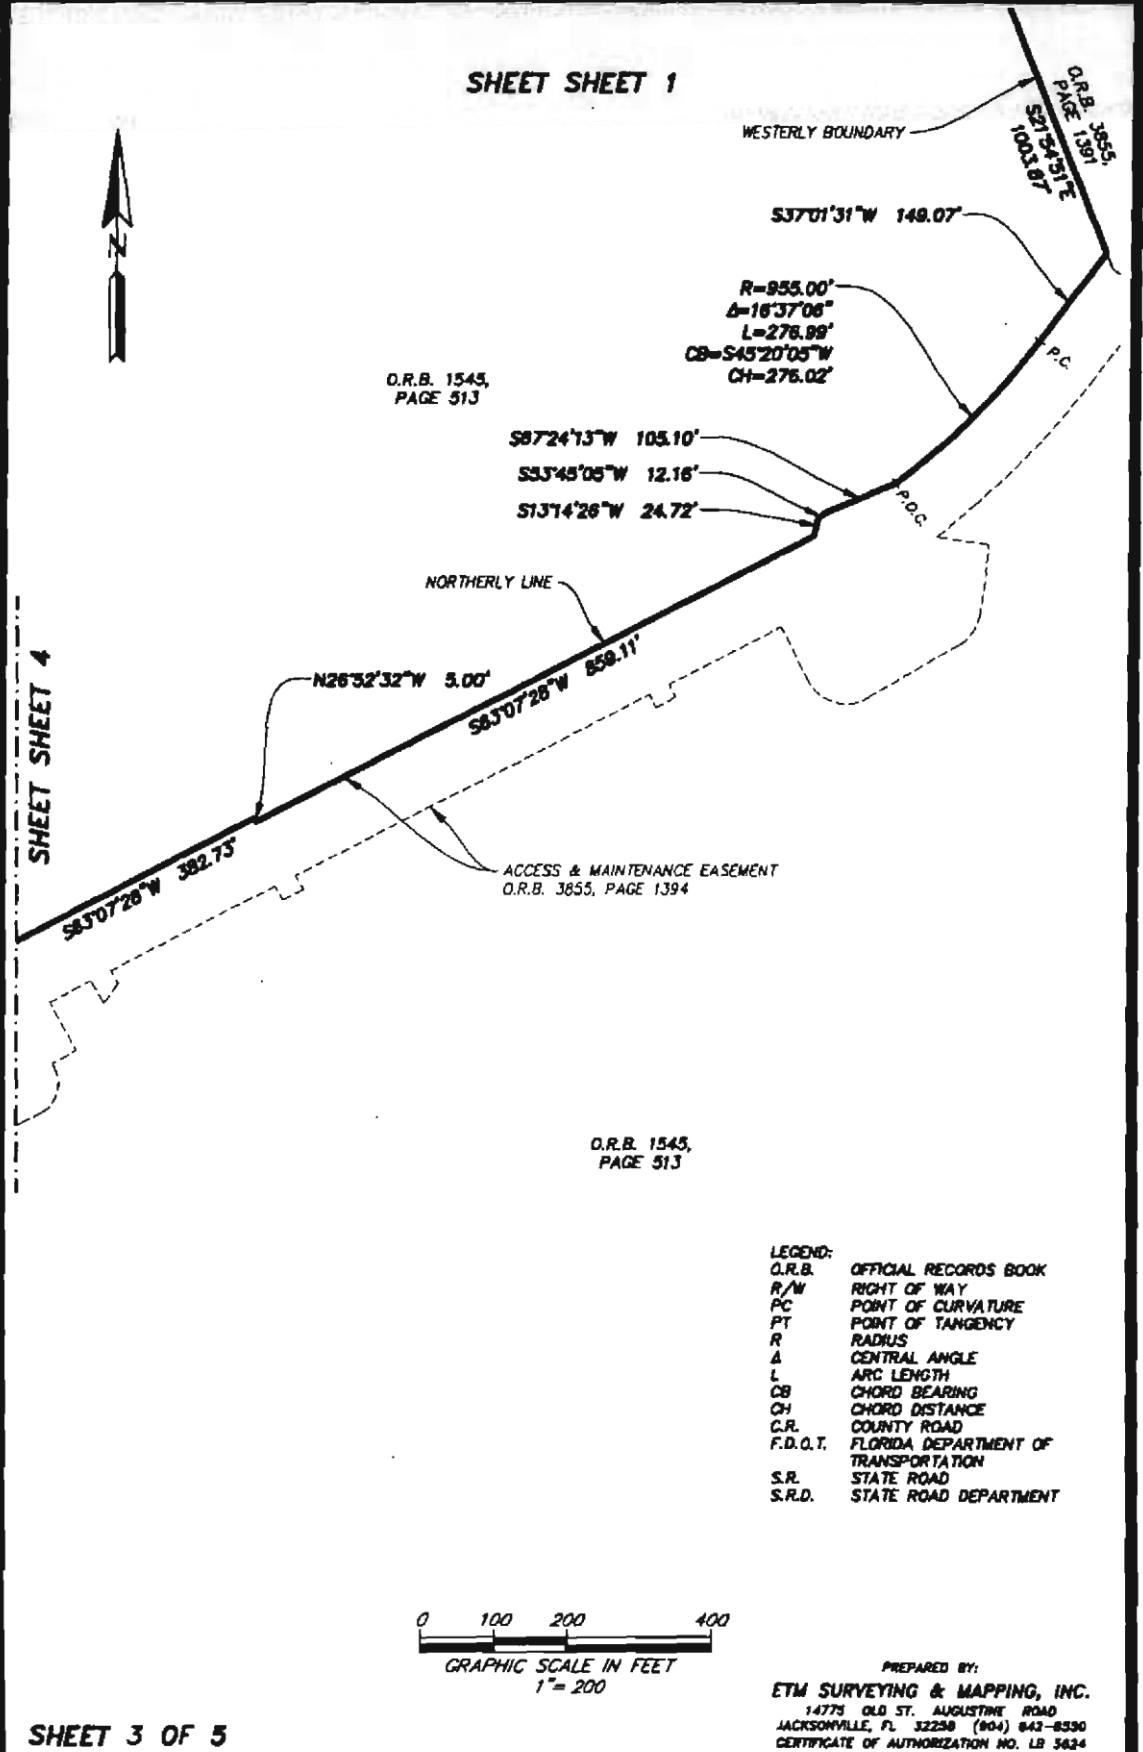 SHEET SHEET 1
O.R.B. 3855,
PAGE 1391
S21°54'51"E
1003.87'
WESTERLY BOUNDARY
S37°01'31"W 149.07'
R=955.00'
Δ=16°37'06"
L=276.99'
CB=S45°20'05"W
CH=276.02'
P.C.
O.R.B. 1545,
PAGE 513
S67°24'13"W 105.10'
S53°45'05"W 12.16'
S13°14'26"W 24.72'
P.O.C.
NORTHERLY LINE
N26°52'32"W 5.00'
S63°07'28"W 859.11'
SHEET SHEET 4
S63°07'28"W 382.73'
ACCESS & MAINTENANCE EASEMENT
O.R.B. 3855, PAGE 1394
O.R.B. 1545,
PAGE 513
LEGEND:
O.R.B. OFFICIAL RECORDS BOOK
R/W RIGHT OF WAY
PC POINT OF CURVATURE
PT POINT OF TANGENCY
R RADIUS
Δ CENTRAL ANGLE
L ARC LENGTH
CB CHORD BEARING
CH CHORD DISTANCE
C.R. COUNTY ROAD
F.D.O.T. FLORIDA DEPARTMENT OF
TRANSPORTATION
S.R. STATE ROAD
S.R.D. STATE ROAD DEPARTMENT
0 100 200 400
GRAPHIC SCALE IN FEET
1"= 200
PREPARED BY:
ETM SURVEYING & MAPPING, INC.
14775 OLD ST. AUGUSTINE ROAD
JACKSONVILLE, FL 32258 (904) 642-8550
CERTIFICATE OF AUTHORIZATION NO. LB 3624
SHEET 3 OF 5
N